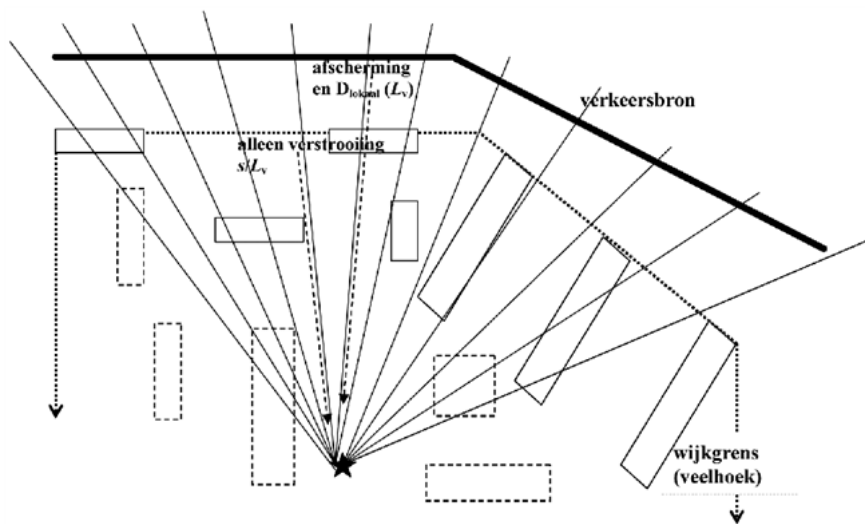 afscherming
en D_lokaal (L_v)
verkeersbron
alleen verstrooiing
s/L_v
wijkgrens
(veelhoek)